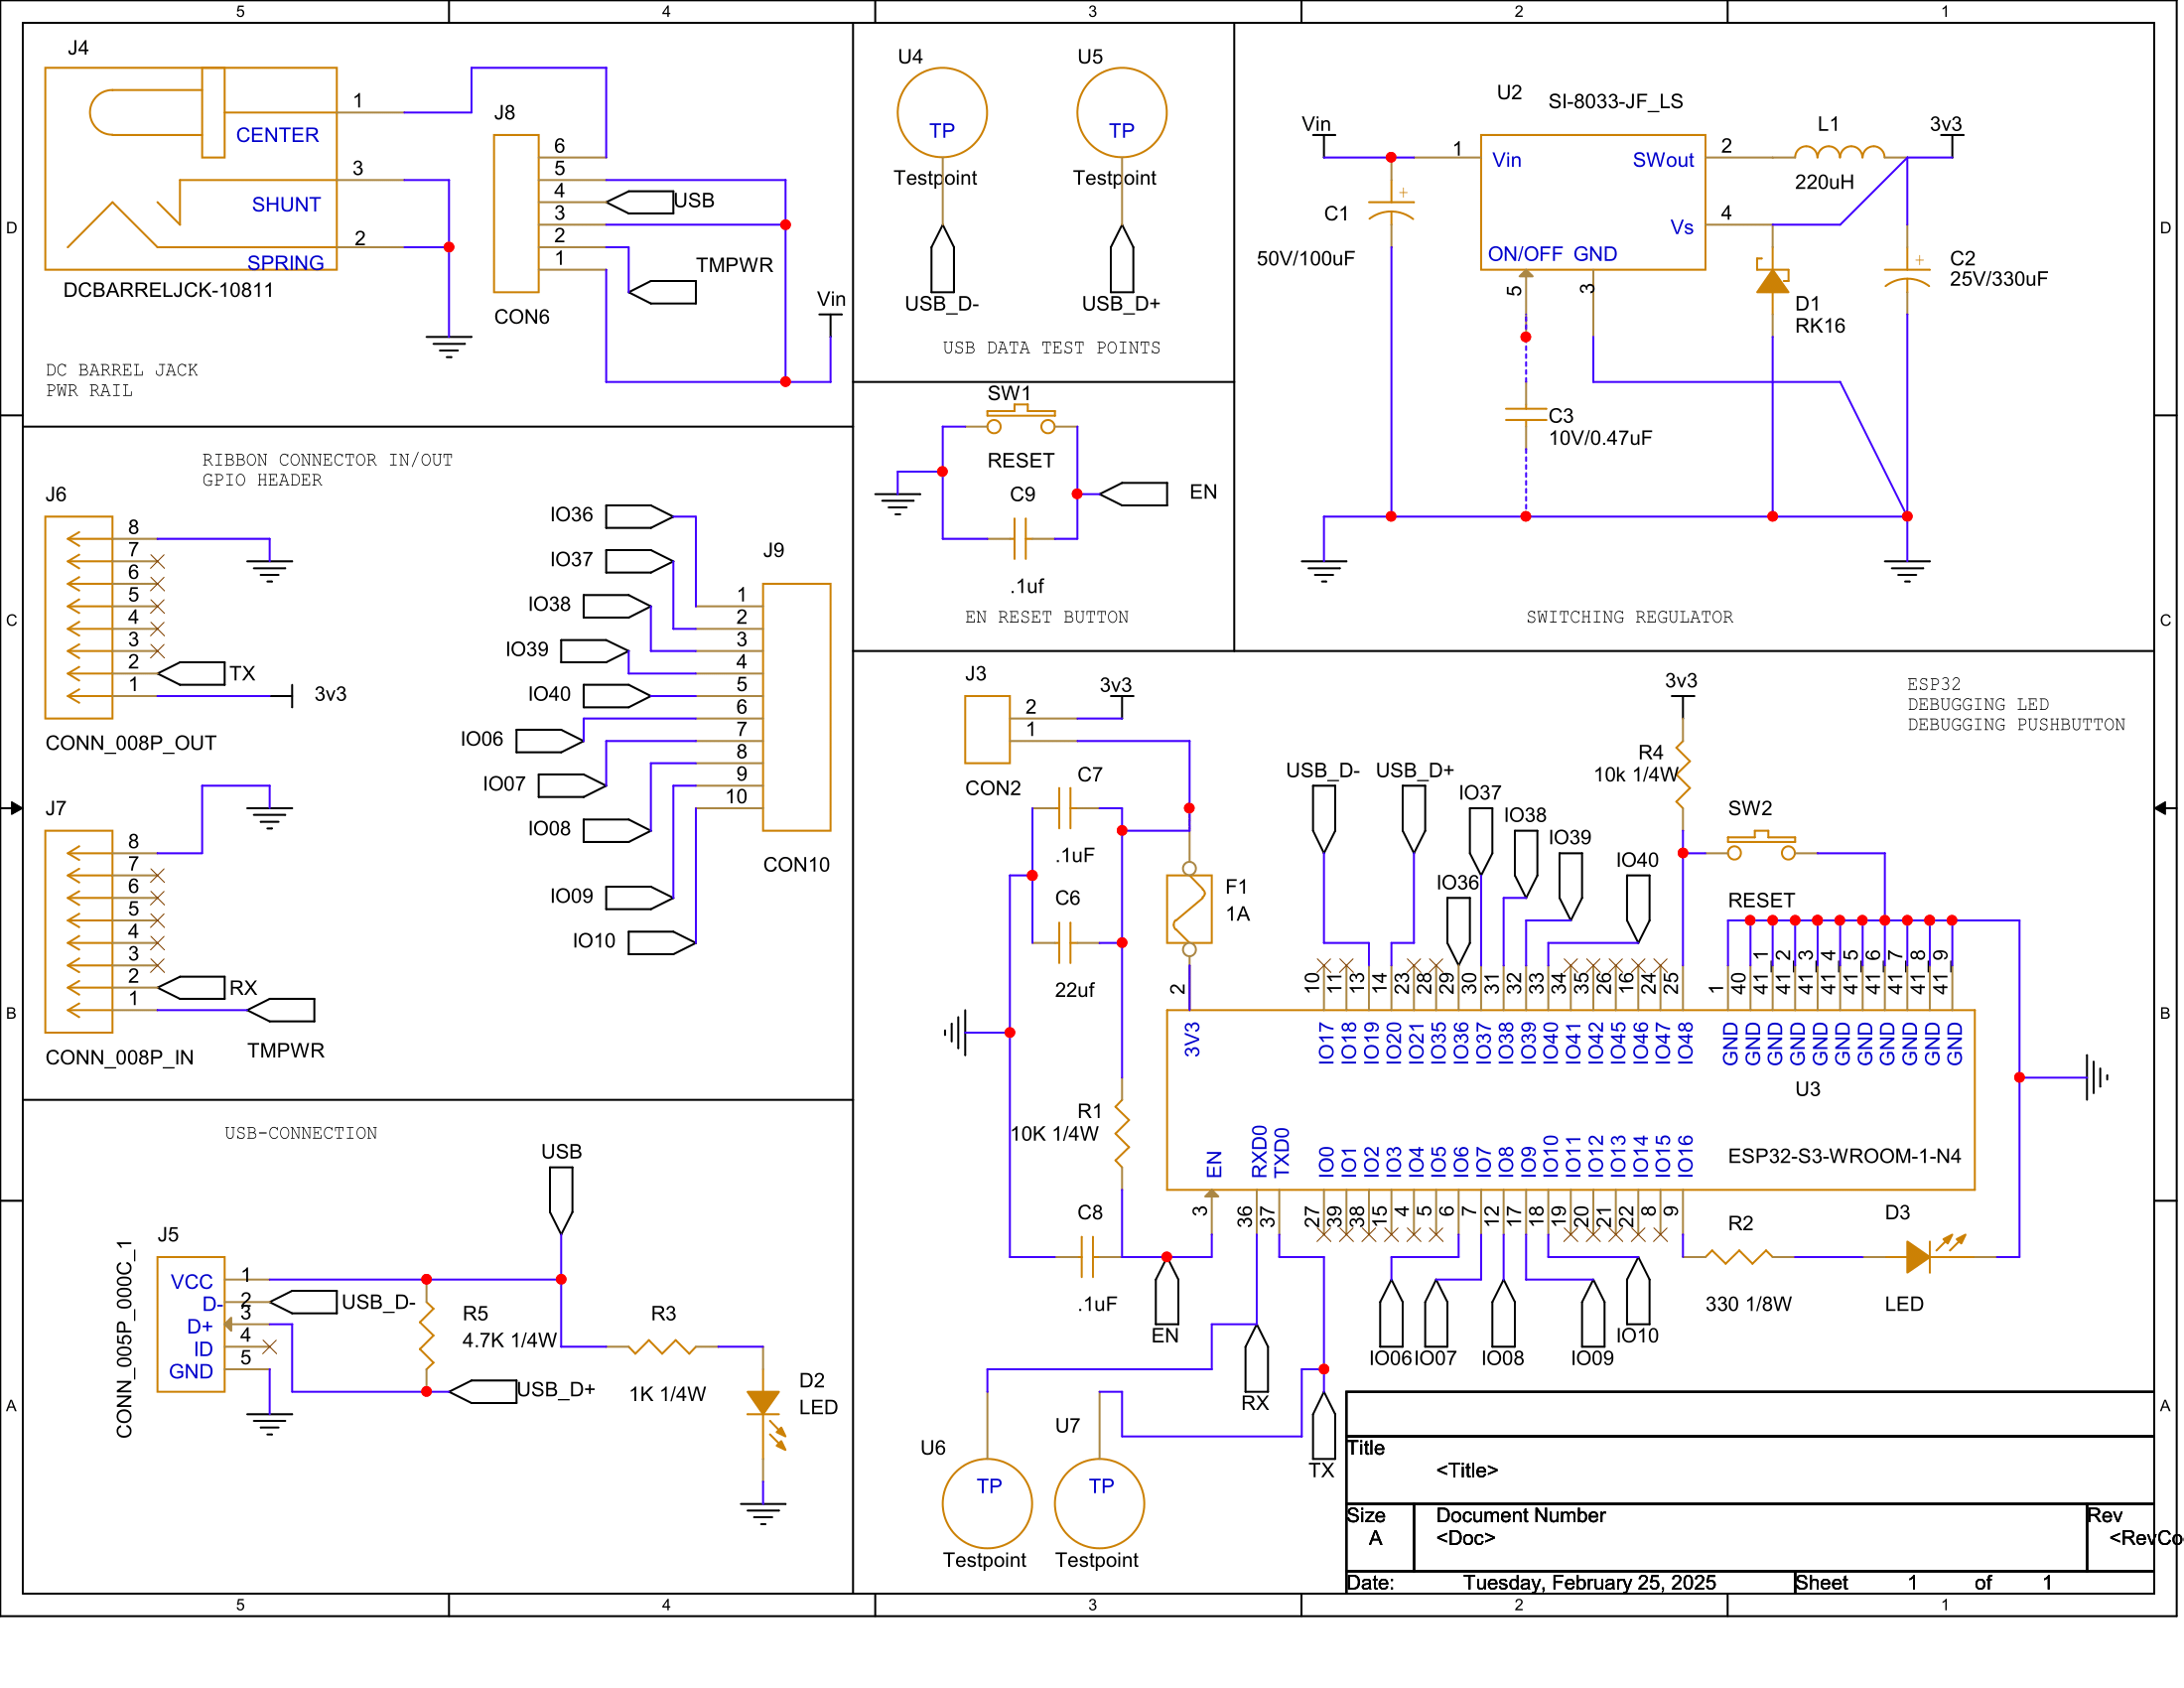 5 4 3 2 1
D
C
B
A
J4
1
CENTER
3
SHUNT
2
SPRING
DCBARRELJCK-10811
DC BARREL JACK
PWR RAIL
J8
6
5
4
3
2
1
USB
TMPWR
CON6
Vin
U4
TP
Testpoint
USB_D-
U5
TP
Testpoint
USB_D+
USB DATA TEST POINTS
SW1
RESET
C9
.1uf
EN
EN RESET BUTTON
U2
SI-8033-JF_LS
Vin
1
Vin
SWout
2
L1
220uH
3v3
Vs
4
ON/OFF GND
5
3
C1
50V/100uF
C2
25V/330uF
D1
RK16
C3
10V/0.47uF
SWITCHING REGULATOR
RIBBON CONNECTOR IN/OUT
GPIO HEADER
J6
8
7
6
5
4
3
2
1
TX
3v3
CONN_008P_OUT
J7
8
7
6
5
4
3
2
1
RX
TMPWR
CONN_008P_IN
IO36
IO37
IO38
IO39
IO40
IO06
IO07
IO08
IO09
IO10
J9
1
2
3
4
5
6
7
8
9
10
CON10
USB-CONNECTION
USB
J5
CONN_005P_000C_1
VCC
D-
D+
ID
GND
1
2
3
4
5
USB_D-
USB_D+
R5
4.7K 1/4W
R3
1K 1/4W
D2
LED
ESP32
DEBUGGING LED
DEBUGGING PUSHBUTTON
J3
2
1
3v3
CON2
C7
.1uF
C6
22uf
F1
1A
USB_D- USB_D+
IO37
IO38
IO39
IO40
IO36
3v3
R4
10k 1/4W
SW2
RESET
2 10 11 13 14 23 28 29 30 31 32 33 34 35 26 16 24 25 1 40 41_1 41_2 41_3 41_4 41_5 41_6 41_7 41_8 41_9
3V3 IO17 IO18 IO19 IO20 IO21 IO35 IO36 IO37 IO38 IO39 IO40 IO41 IO42 IO45 IO46 IO47 IO48 GND GND GND GND GND GND GND GND GND GND GND
U3
ESP32-S3-WROOM-1-N4
EN RXD0 TXD0 IO0 IO1 IO2 IO3 IO4 IO5 IO6 IO7 IO8 IO9 IO10 IO11 IO12 IO13 IO14 IO15 IO16
3 36 37 27 39 38 15 4 5 6 7 12 17 18 19 20 21 22 8 9
R1
10K 1/4W
C8
.1uF
EN
RX
TX
IO06 IO07 IO08 IO09 IO10
R2
330 1/8W
D3
LED
U6
TP
Testpoint
U7
TP
Testpoint
Title
<Title>
Size
A
Document Number
<Doc>
Rev
<RevCo
Date:
Tuesday, February 25, 2025
Sheet 1 of 1
5 4 3 2 1
D
C
B
A